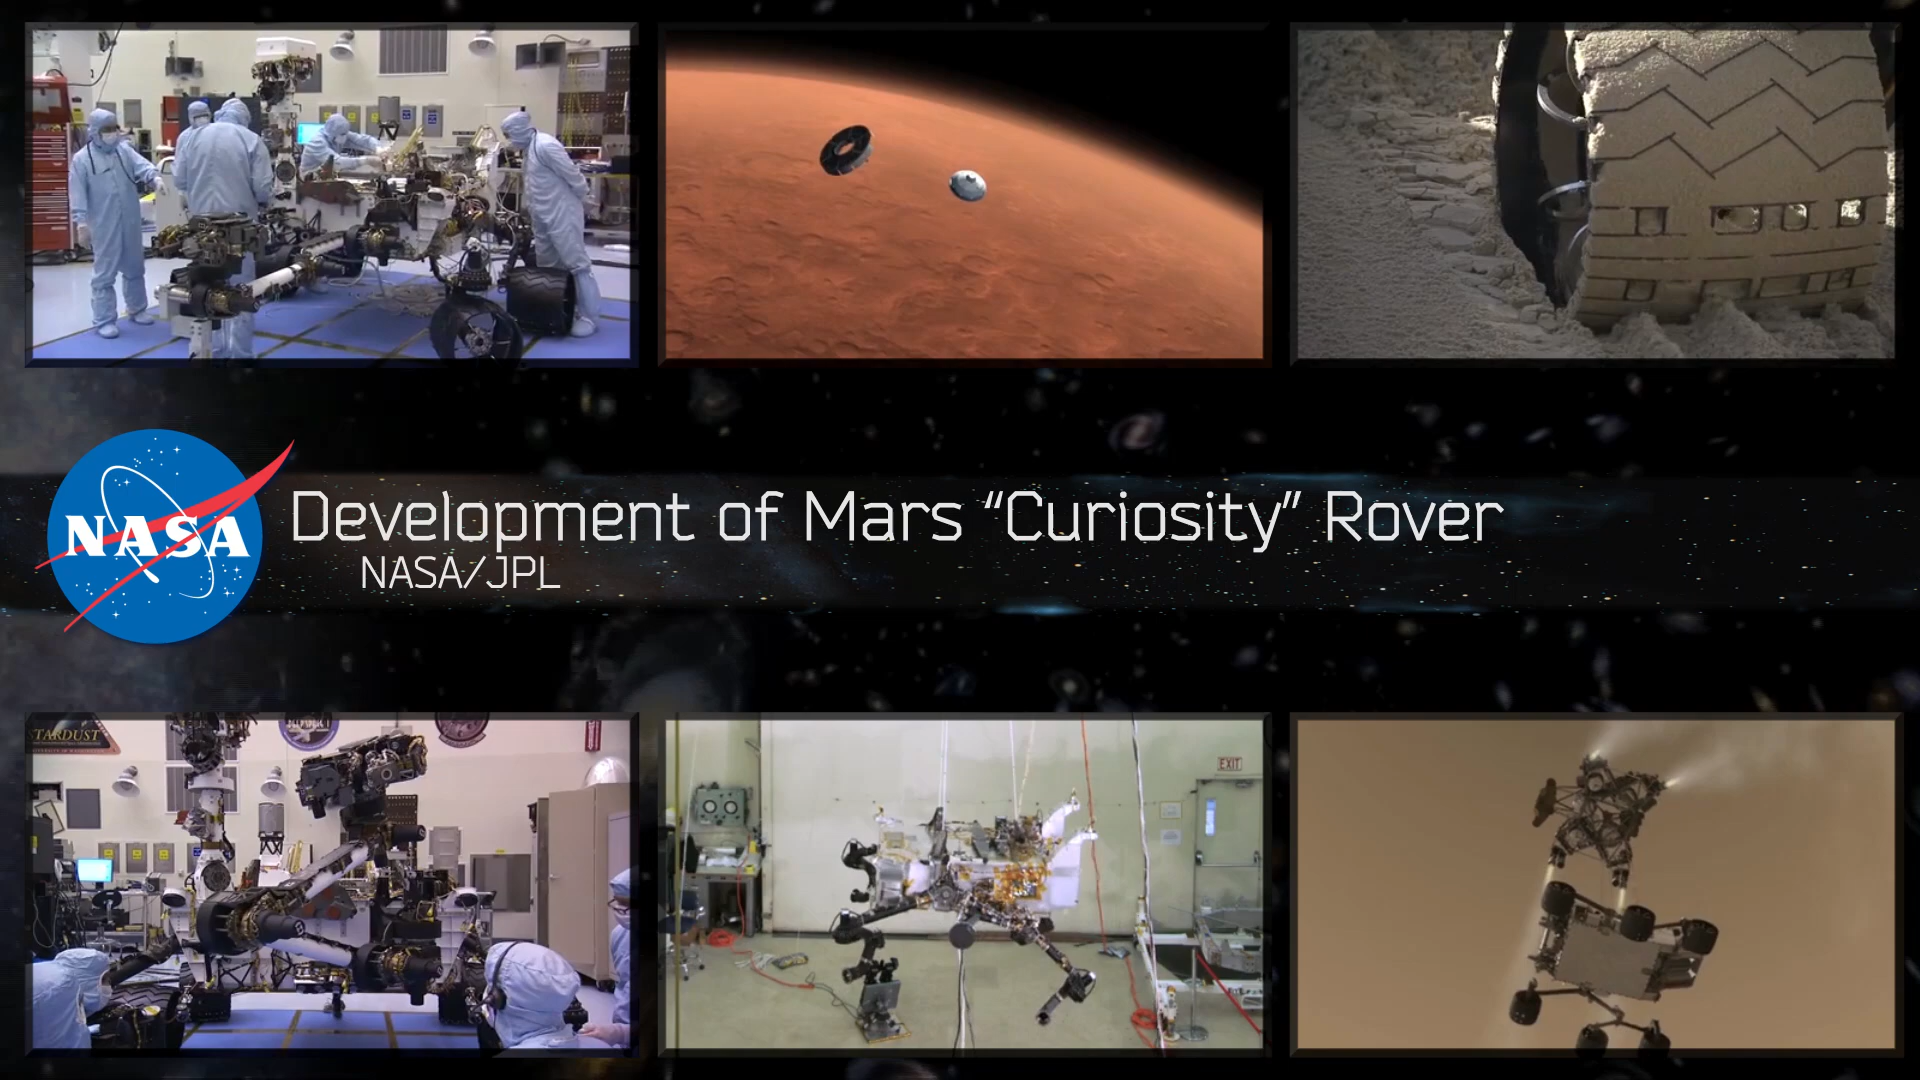 NASA
Development of Mars “Curiosity” Rover
NASA/JPL
STARDUST
EXIT